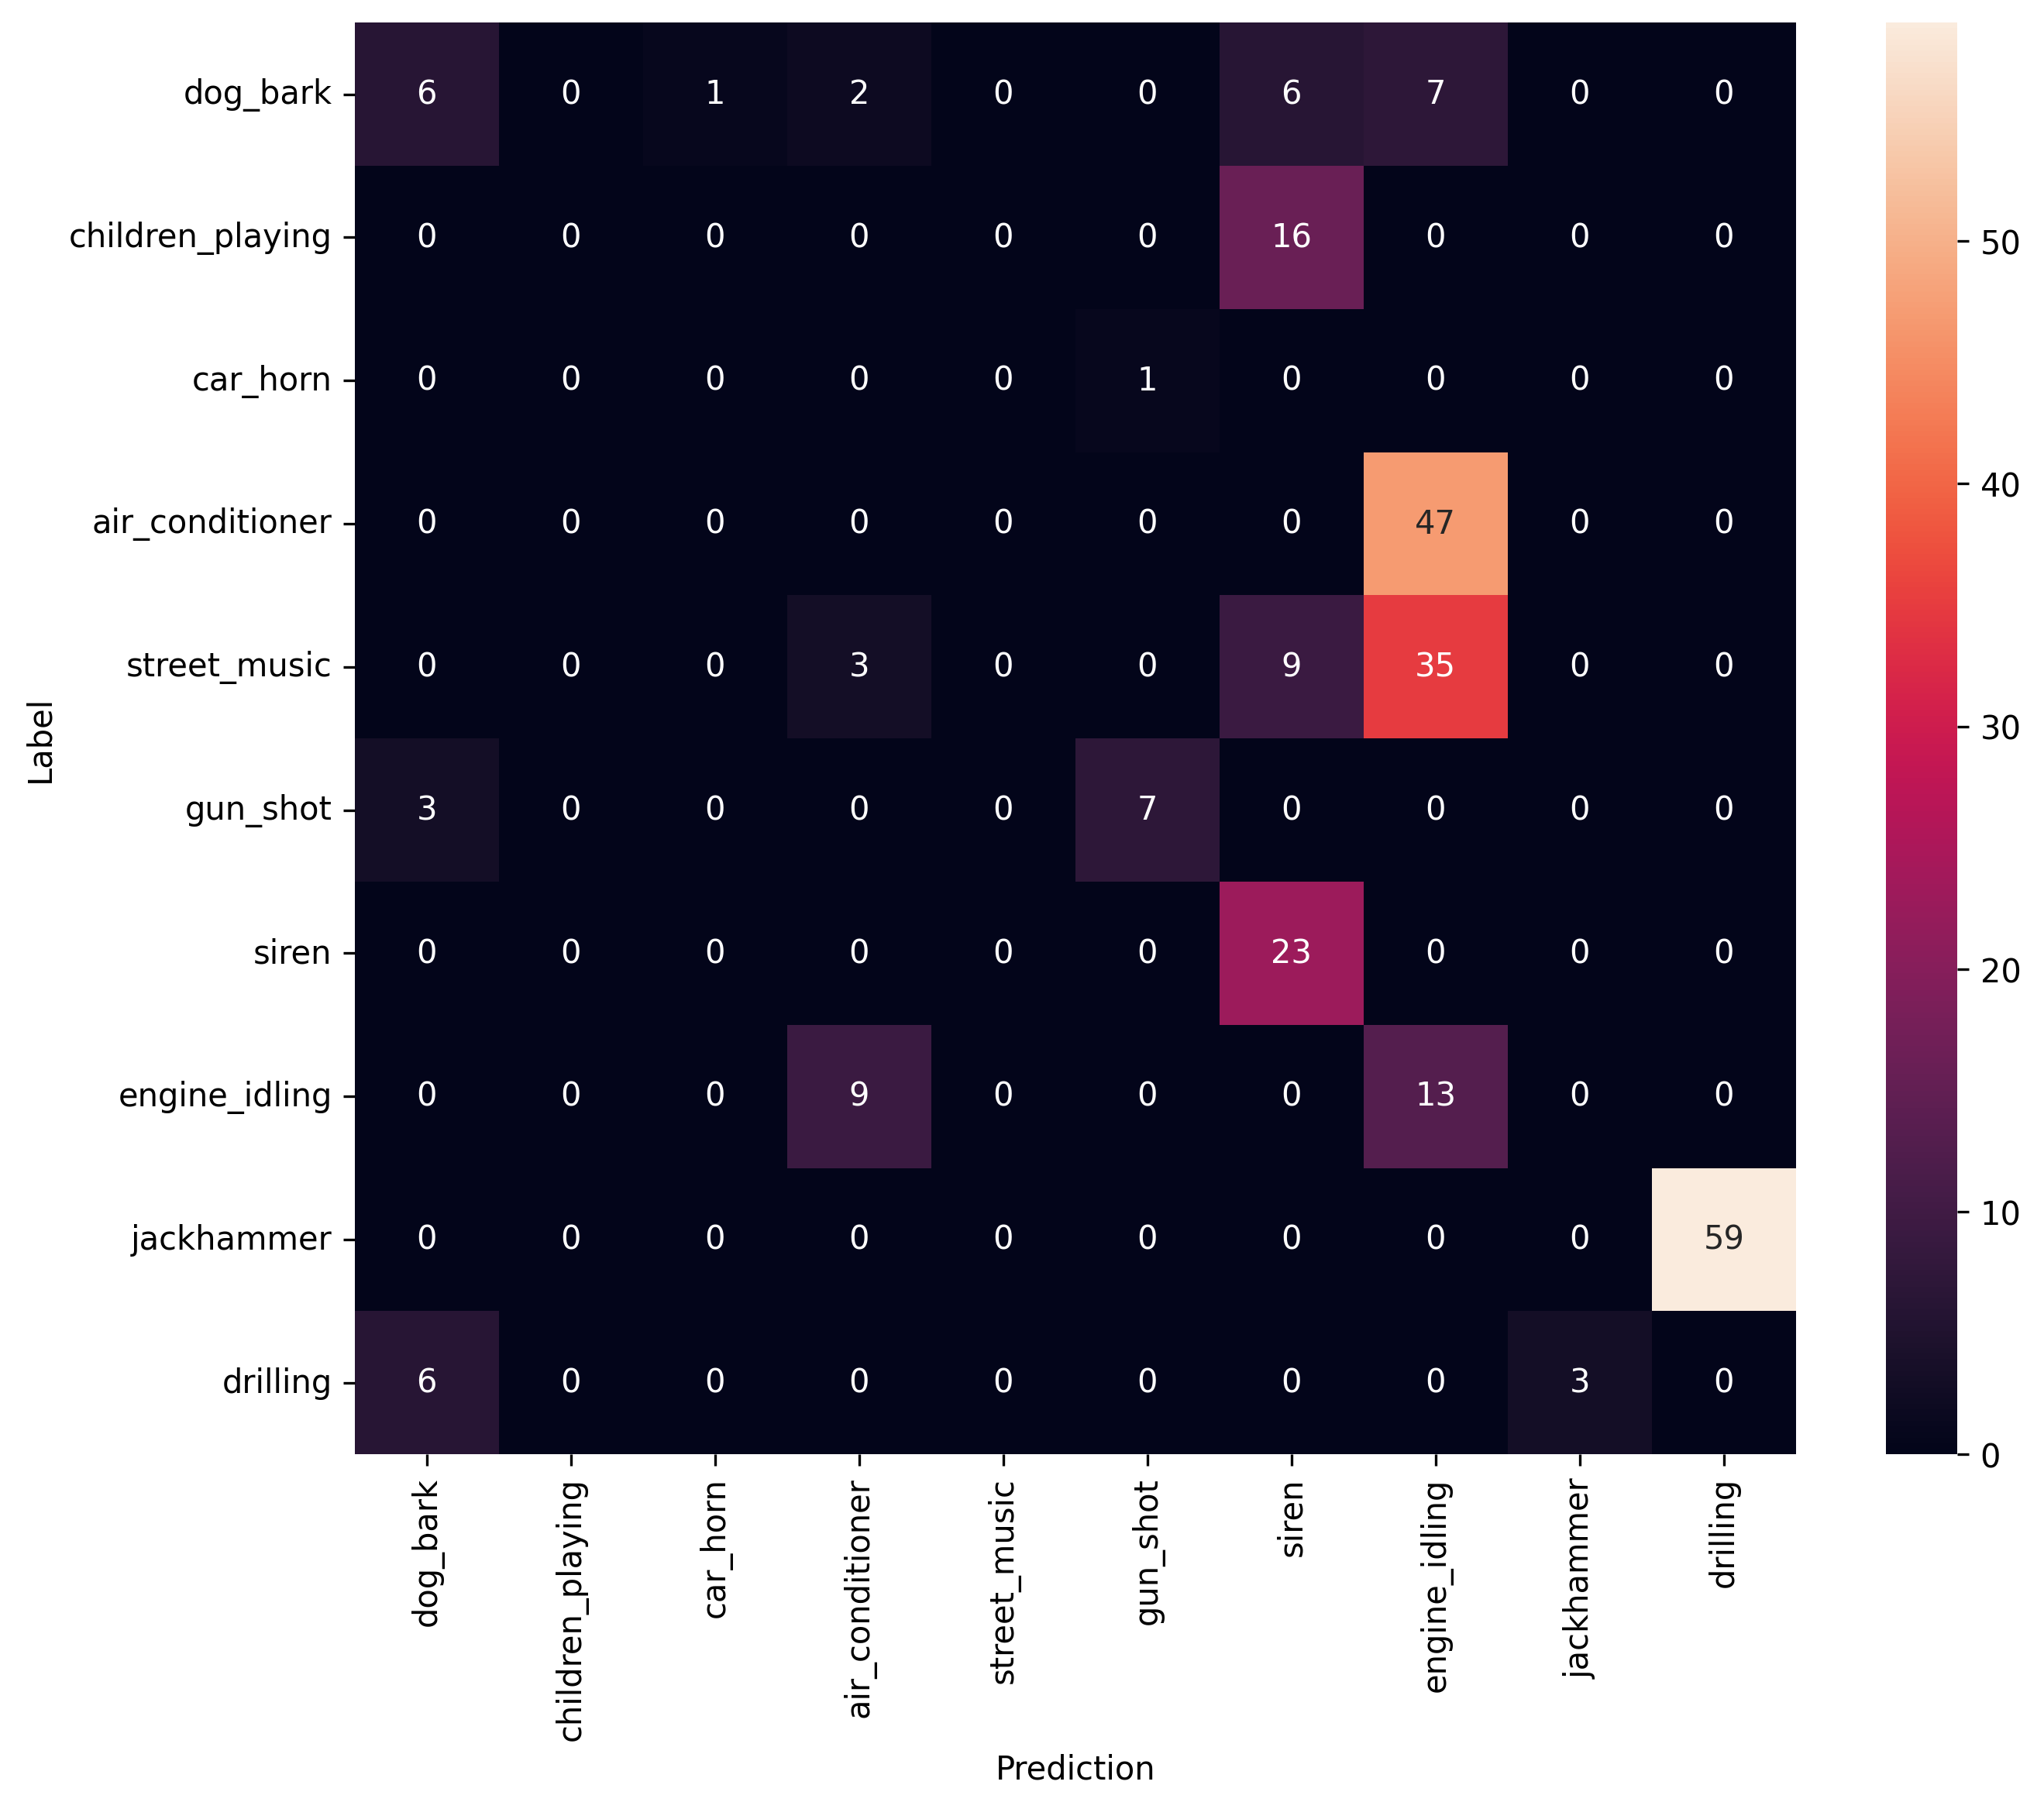 dog_bark 6 0 1 2 0 0 6 7 0 0
children_playing 0 0 0 0 0 0 16 0 0 0
car_horn 0 0 0 0 0 1 0 0 0 0
air_conditioner 0 0 0 0 0 0 0 47 0 0
street_music 0 0 0 3 0 0 9 35 0 0
gun_shot 3 0 0 0 0 7 0 0 0 0
siren 0 0 0 0 0 0 23 0 0 0
engine_idling 0 0 0 9 0 0 0 13 0 0
jackhammer 0 0 0 0 0 0 0 0 0 59
drilling 6 0 0 0 0 0 0 0 3 0
Label
dog_bark
children_playing
car_horn
air_conditioner
street_music
gun_shot
siren
engine_idling
jackhammer
drilling
Prediction
50
40
30
20
10
0